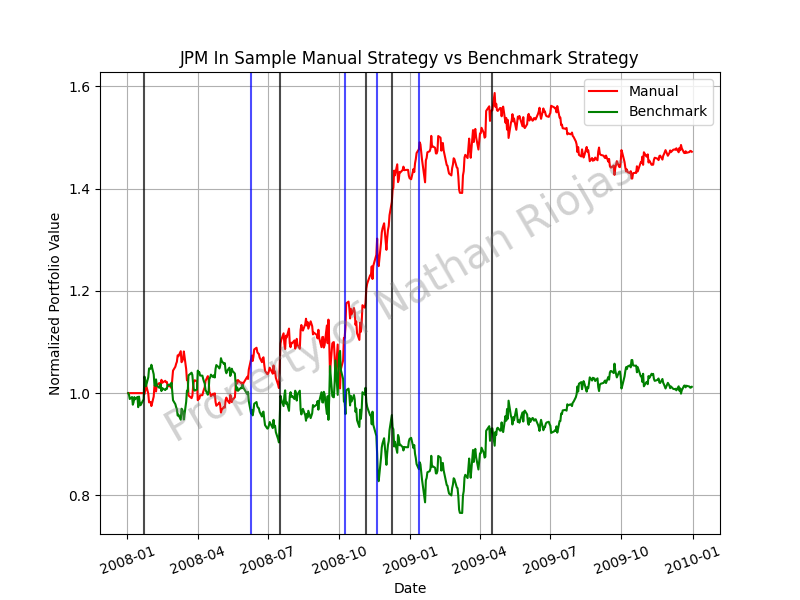 JPM In Sample Manual Strategy vs Benchmark Strategy
Manual
Benchmark
1.6
1.4
1.2
1.0
0.8
Normalized Portfolio Value
Property of Nathan Riojas
2008-01
2008-04
2008-07
2008-10
2009-01
2009-04
2009-07
2009-10
2010-01
Date